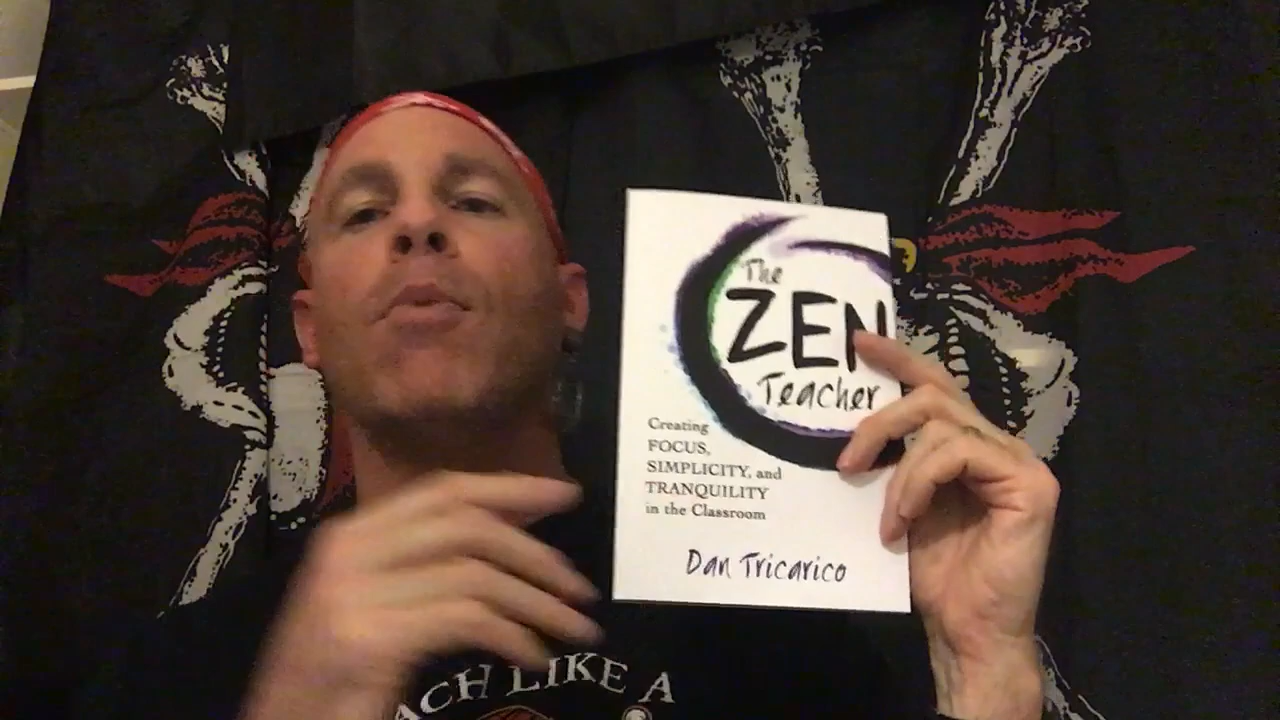 The
ZEN
Teacher
Creating
FOCUS,
SIMPLICITY, and
TRANQUILITY
in the Classroom
Dan Tricarico
ACH LIKE A